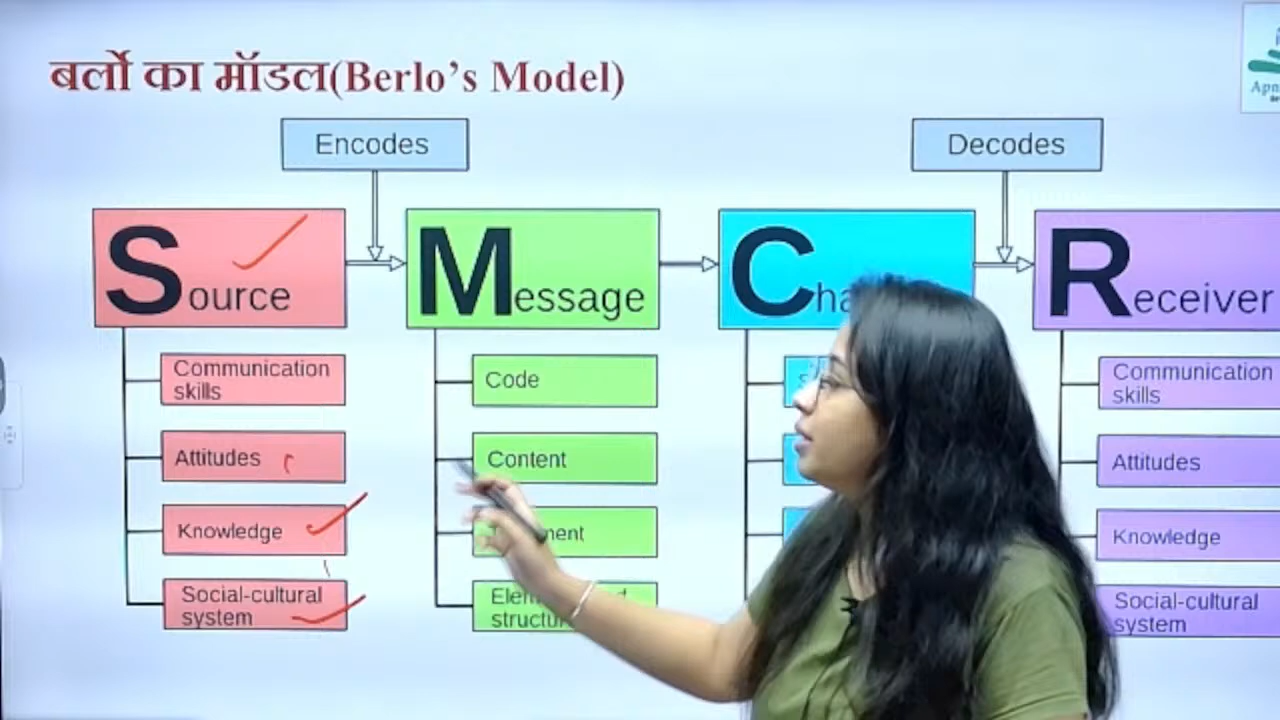 बर्लो का मॉडल(Berlo's Model)
Encodes
Decodes
Source
Message
Receiver
Communication
skills
Attitudes
Knowledge
Social-cultural
system
Code
Content
Communication
skills
Attitudes
Knowledge
Social-cultural
system